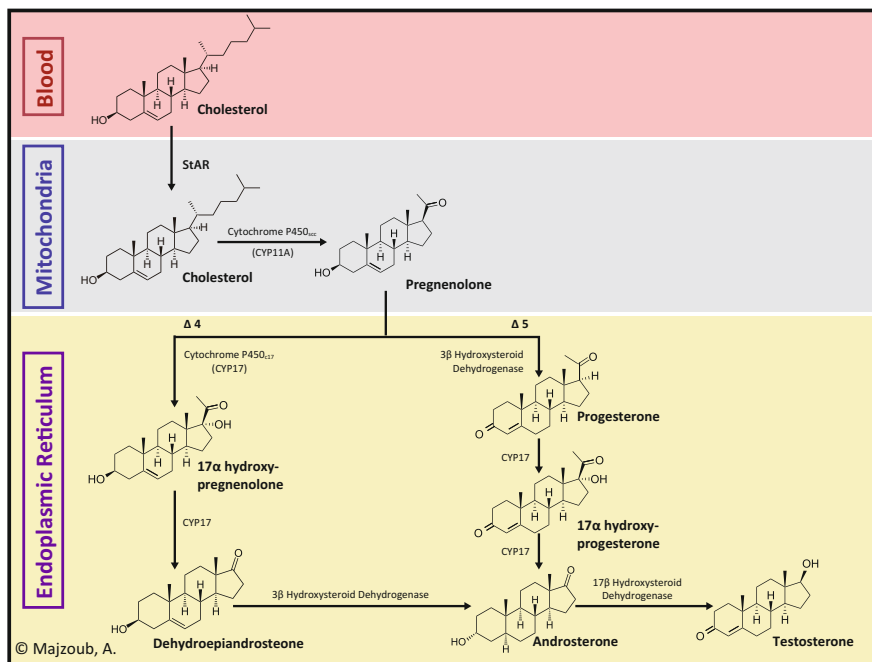 Blood
HO
H
H
H
H
Cholesterol
StAR
Mitochondria
HO
H
H
H
H
Cholesterol
Cytochrome P450scc
(CYP11A)
O
HO
H
H
H
H
Pregnenolone
Endoplasmic Reticulum
Δ 4
Δ 5
Cytochrome P450c17
(CYP17)
3β Hydroxysteroid
Dehydrogenase
O
OH
H
H
H
HO
17α hydroxy-
pregnenolone
O
H
H
H
H
O
Progesterone
CYP17
CYP17
O
OH
H
H
H
O
17α hydroxy-
progesterone
CYP17
O
H
H
H
HO
Dehydroepiandrosteone
3β Hydroxysteroid Dehydrogenase
O
H
H
H
HO
H
Androsterone
17β Hydroxysteroid
Dehydrogenase
OH
H
H
H
O
Testosterone
© Majzoub, A.